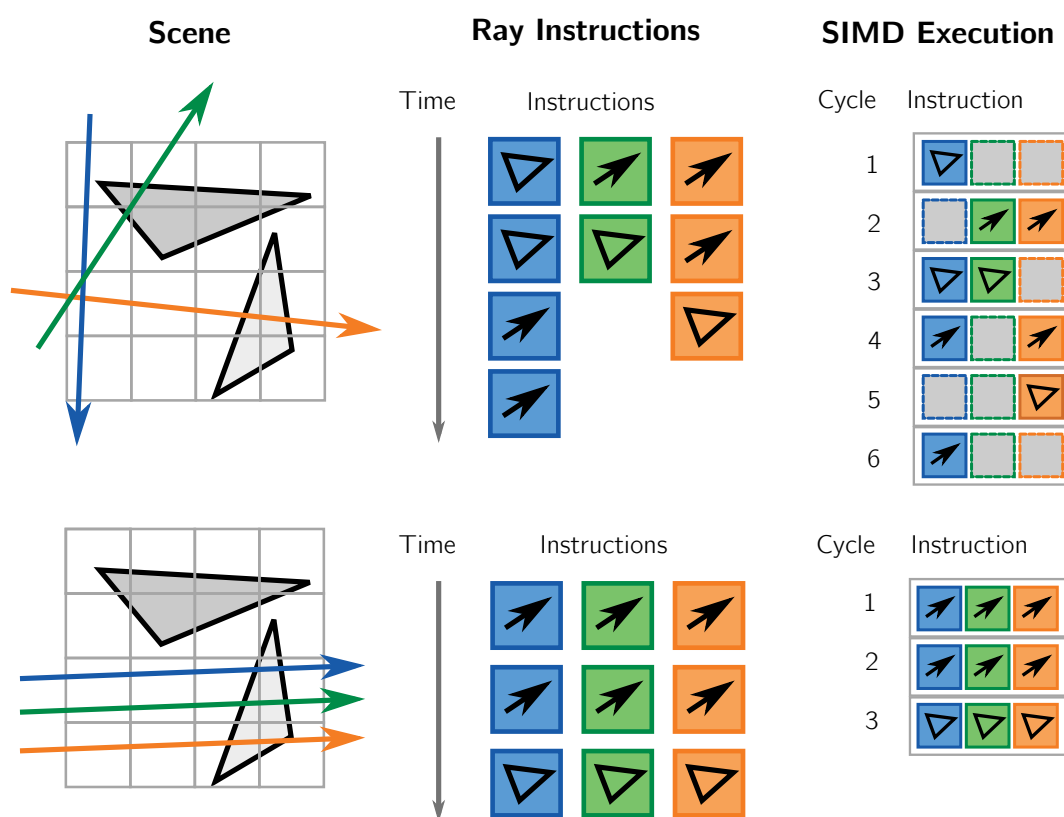 Scene
Ray Instructions
SIMD Execution
Time
Instructions
Cycle
Instruction
1
2
3
4
5
6
Time
Instructions
Cycle
Instruction
1
2
3